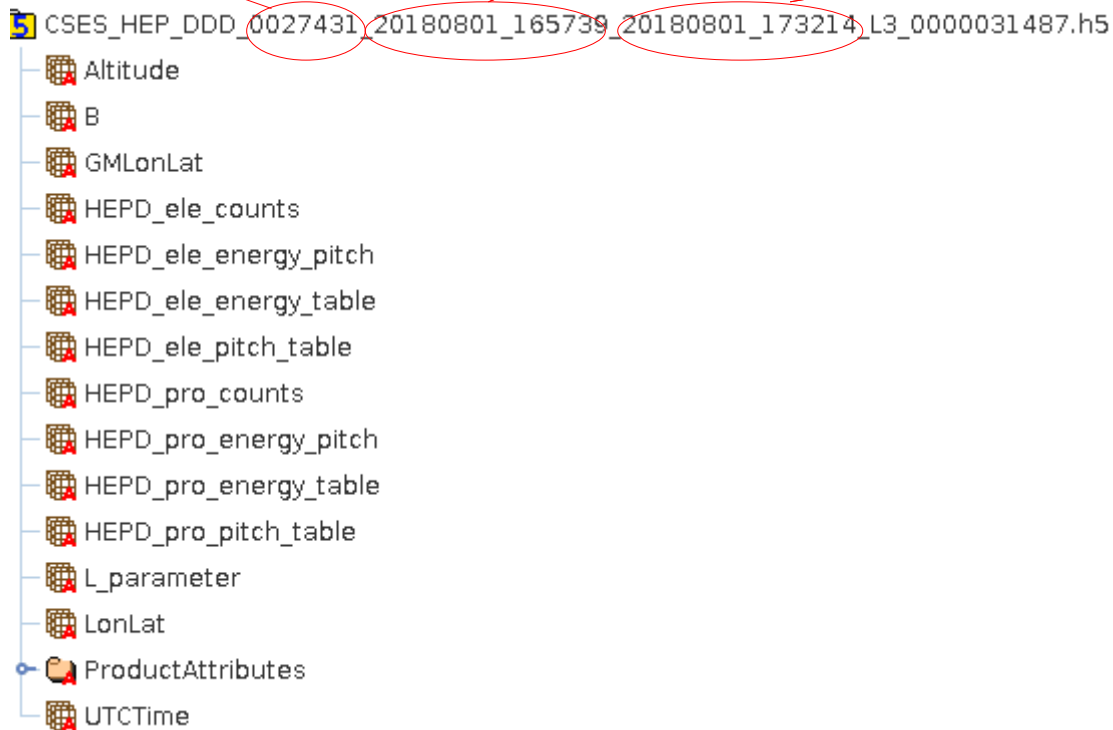 CSES_HEP_DDD_0027431_20180801_165739_20180801_173214_L3_0000031487.h5
Altitude
B
GMLonLat
HEPD_ele_counts
HEPD_ele_energy_pitch
HEPD_ele_energy_table
HEPD_ele_pitch_table
HEPD_pro_counts
HEPD_pro_energy_pitch
HEPD_pro_energy_table
HEPD_pro_pitch_table
L_parameter
LonLat
ProductAttributes
UTCTime